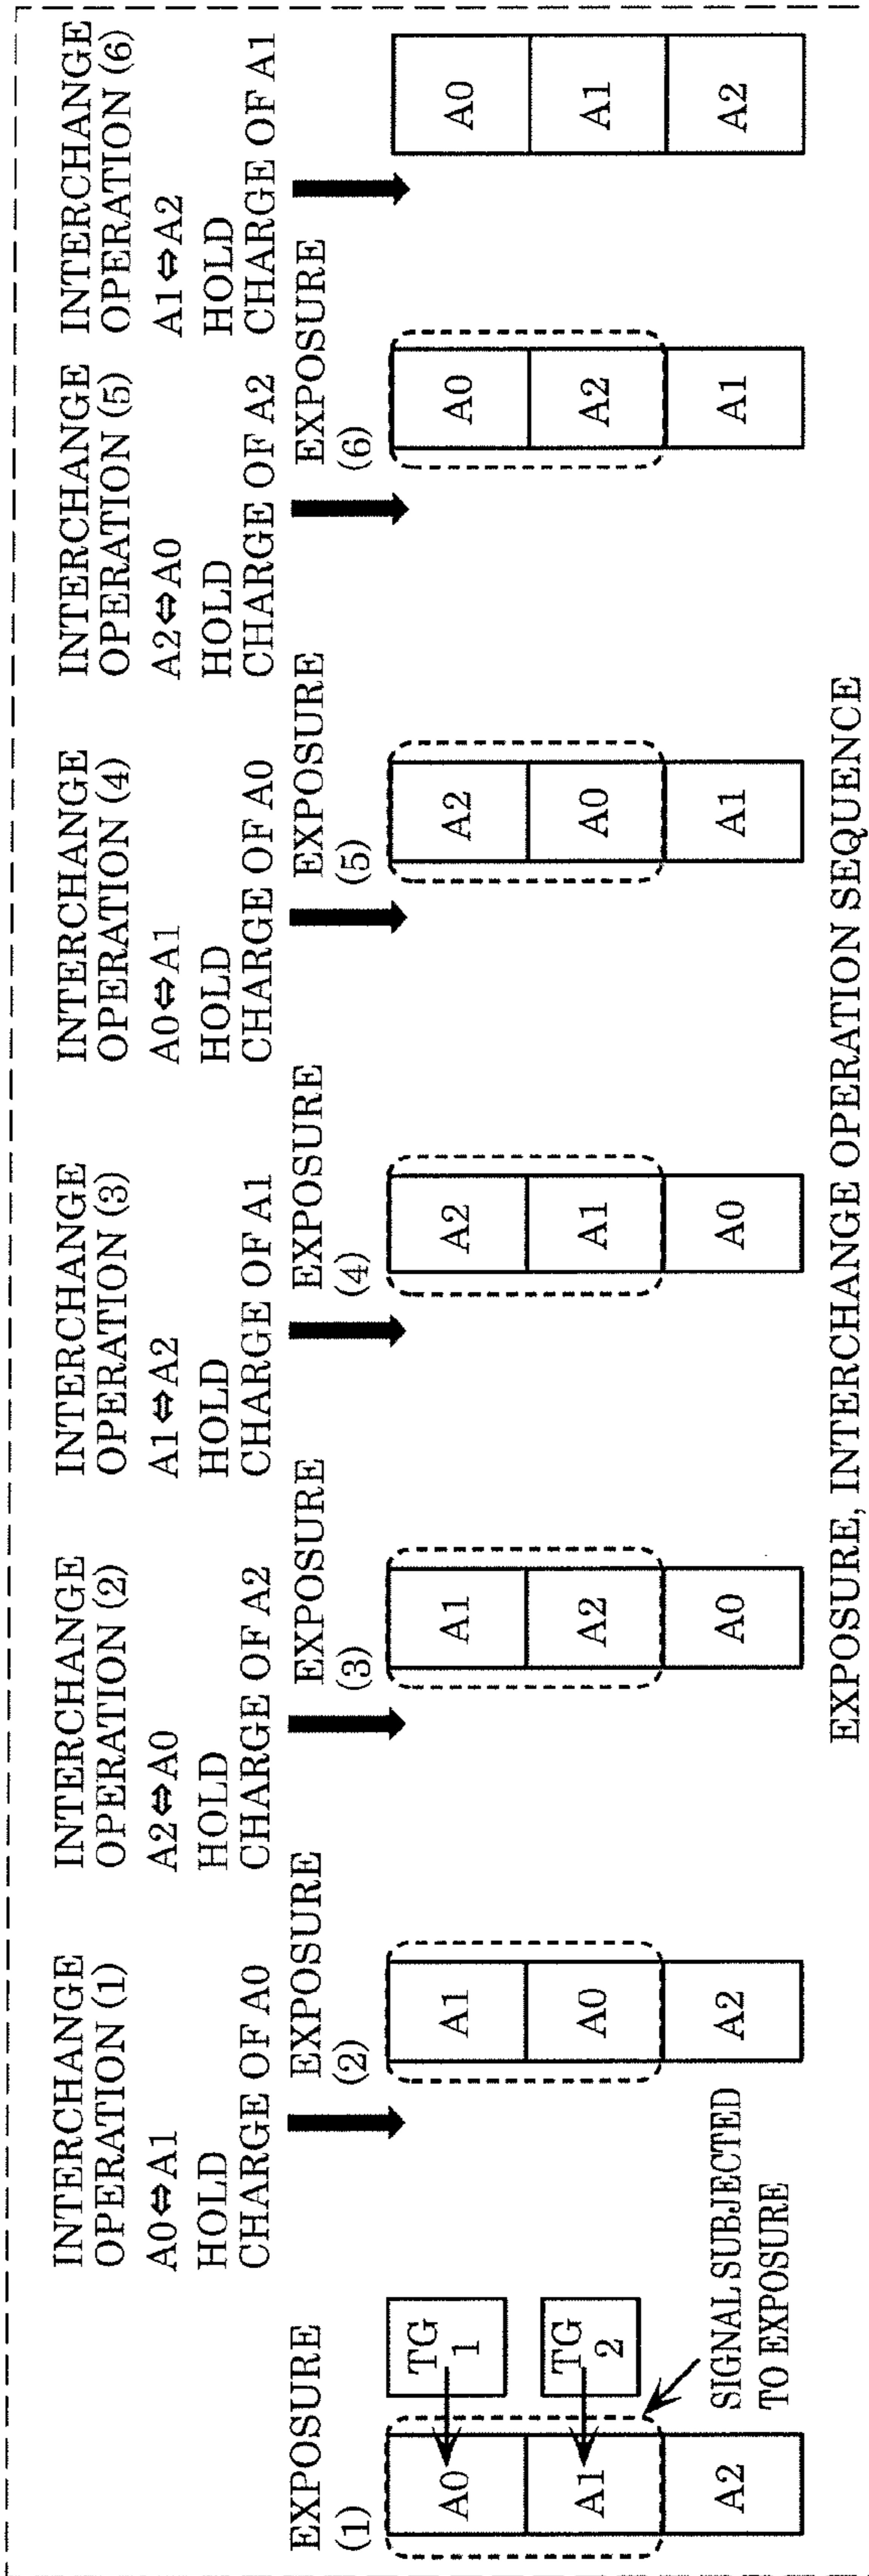 EXPOSURE
(1)
TG
1
TG
2
A0
A1
A2
SIGNAL SUBJECTED
TO EXPOSURE
INTERCHANGE
OPERATION (1)
A0⇔A1
HOLD
CHARGE OF A0
EXPOSURE
(2)
A1
A0
A2
INTERCHANGE
OPERATION (2)
A2⇔A0
HOLD
CHARGE OF A2
EXPOSURE
(3)
A1
A2
A0
INTERCHANGE
OPERATION (3)
A1⇔A2
HOLD
CHARGE OF A1
EXPOSURE
(4)
A2
A1
A0
INTERCHANGE
OPERATION (4)
A0⇔A1
HOLD
CHARGE OF A0
EXPOSURE
(5)
A2
A0
A1
INTERCHANGE
OPERATION (5)
A2⇔A0
HOLD
CHARGE OF A2
EXPOSURE
(6)
A0
A2
A1
INTERCHANGE
OPERATION (6)
A1⇔A2
HOLD
CHARGE OF A1
A0
A1
A2
EXPOSURE, INTERCHANGE OPERATION SEQUENCE